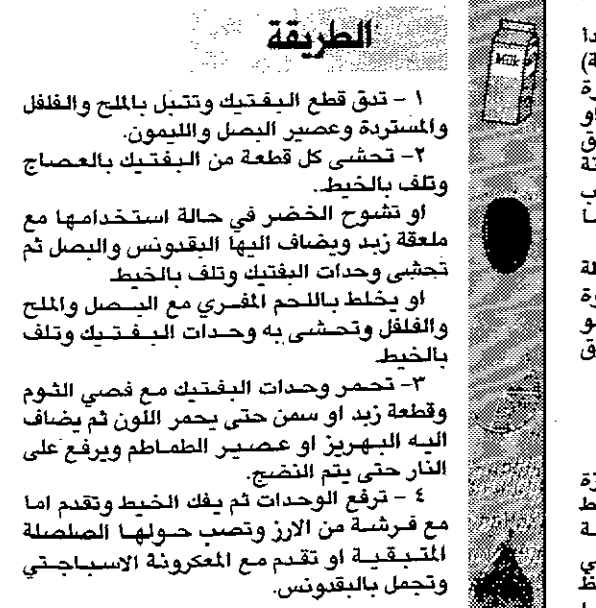 الطريقة
١ - تدق قطع البفتيك وتتبل بالملح والفلفل
والمستردة وعصير البصل والليمون.
٢- تحشى كل قطعة من البفتيك بالعصاج
وتلف بالخيط.
او تشوح الخضر في حالة استخدامها مع
ملعقة زبد ويضاف اليها البقدونس والبصل ثم
تحشى وحدات البفتيك وتلف بالخيط
او يخلط باللحم المفري مع البصل والملح
والفلفل وتحشى به وحدات البفتيك وتلف
بالخيط
٣- تحمر وحدات البفتيك مع فصي الثوم
وقطعة زبد او سمن حتى يحمر اللون ثم يضاف
اليه البهريز او عصير الطماطم ويرفع على
النار حتى يتم النضج.
٤ - ترفع الوحدات ثم يفك الخيط وتقدم اما
مع فرشة من الارز وتصب حولها الصلصلة
المتبقية او تقدم مع المعكرونة الاسباجتي
وتجمل بالبقدونس.
Milk